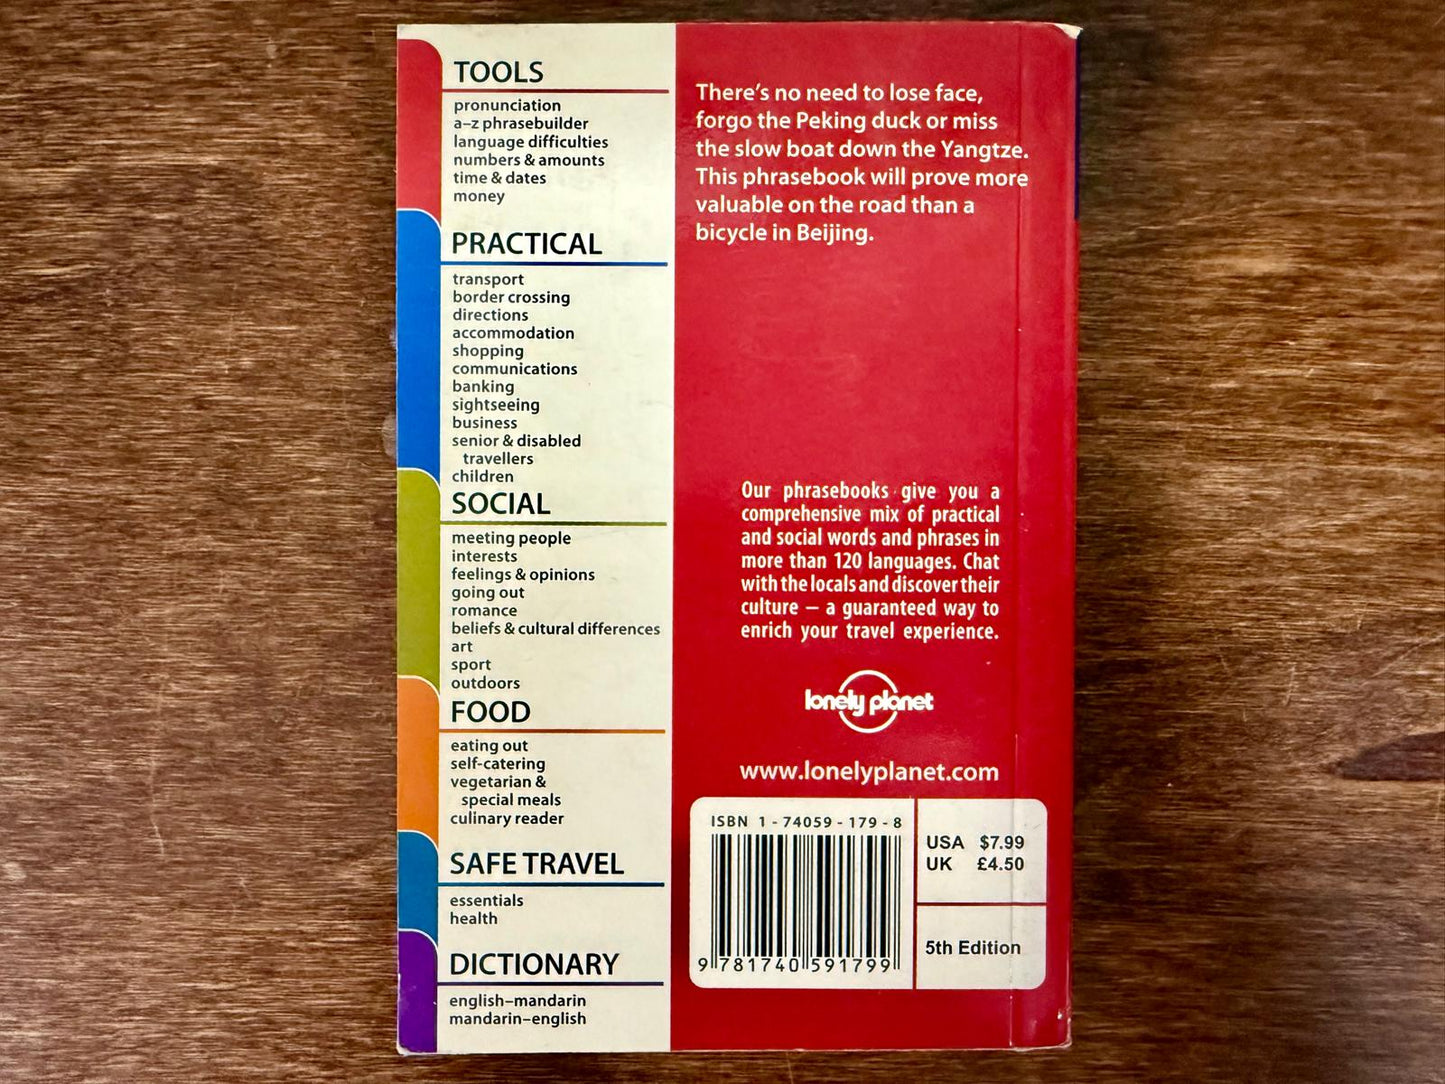 TOOLS
pronunciation
a–z phrasebuilder
language difficulties
numbers & amounts
time & dates
money
PRACTICAL
transport
border crossing
directions
accommodation
shopping
communications
banking
sightseeing
business
senior & disabled
travellers
children
SOCIAL
meeting people
interests
feelings & opinions
going out
romance
beliefs & cultural differences
art
sport
outdoors
FOOD
eating out
self-catering
vegetarian &
special meals
culinary reader
SAFE TRAVEL
essentials
health
DICTIONARY
english–mandarin
mandarin–english
There's no need to lose face,
forgo the Peking duck or miss
the slow boat down the Yangtze.
This phrasebook will prove more
valuable on the road than a
bicycle in Beijing.
Our phrasebooks give you a
comprehensive mix of practical
and social words and phrases in
more than 120 languages. Chat
with the locals and discover their
culture – a guaranteed way to
enrich your travel experience.
lonely planet
www.lonelyplanet.com
ISBN 1 - 74059 - 179 - 8
9 781740 591799
USA $7.99
UK £4.50
5th Edition